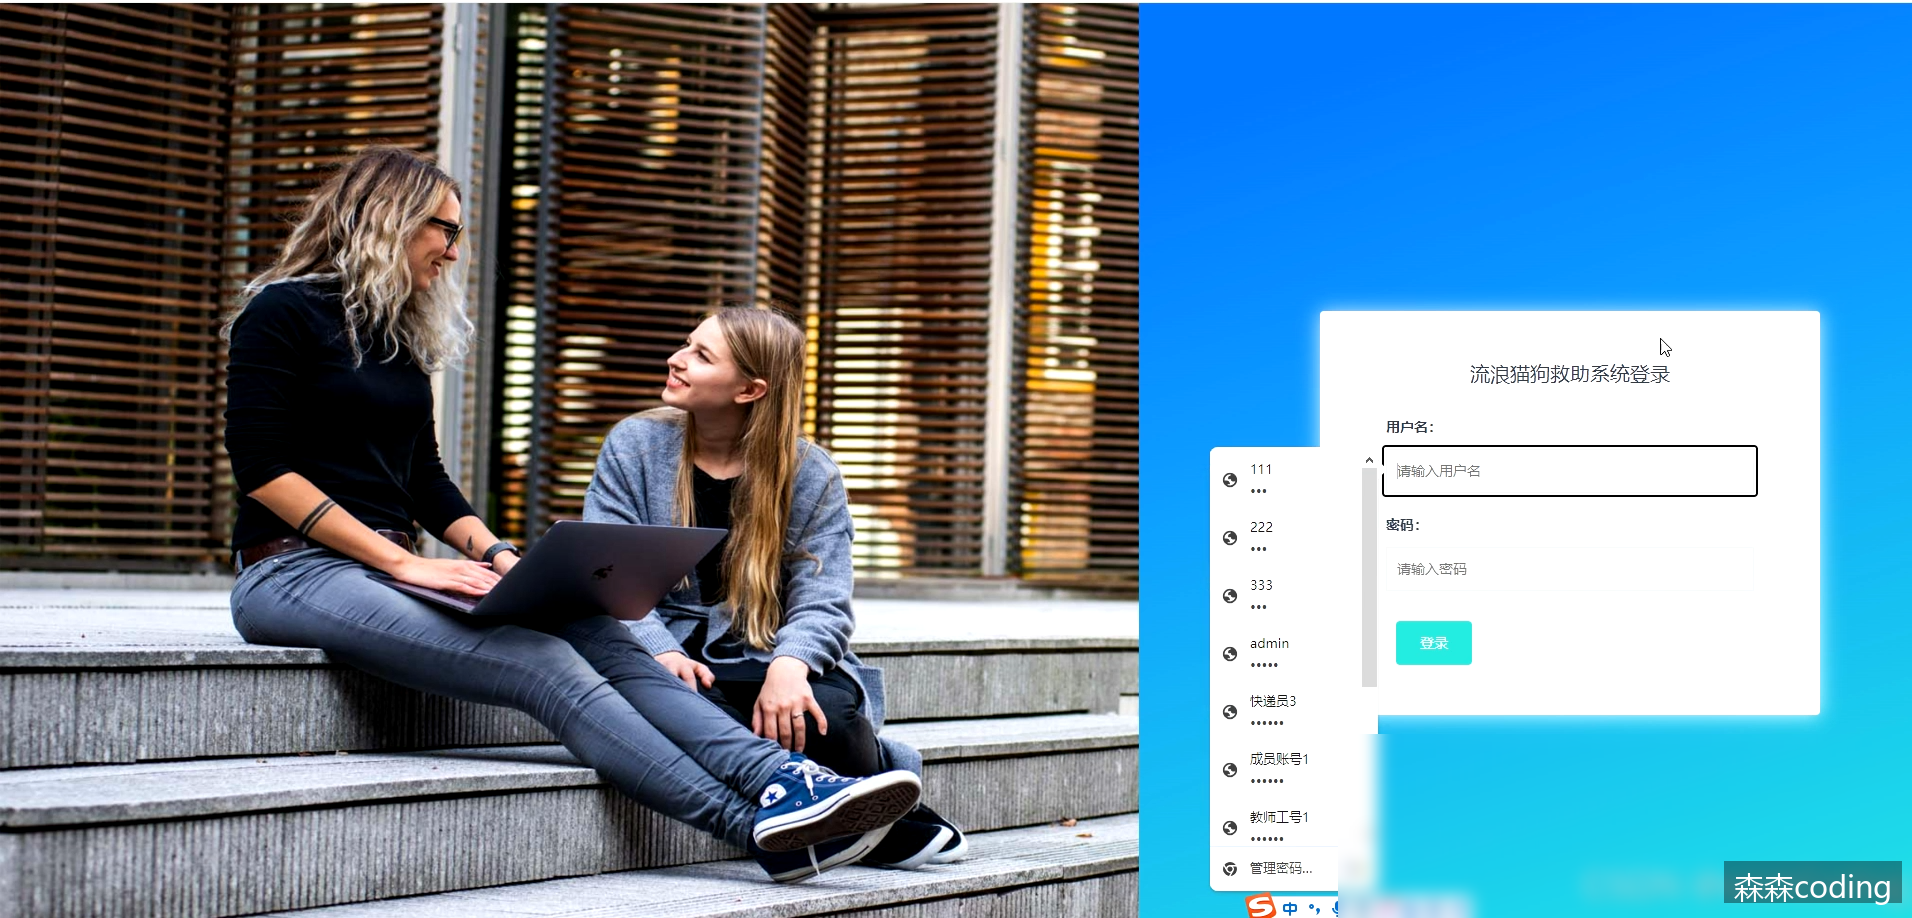 流浪猫狗救助系统登录
用户名：
请输入用户名
密码：
请输入密码
登录
111
•••
222
•••
333
•••
admin
•••••
快递员3
••••••
成员账号1
••••••
教师工号1
••••••
管理密码...
中
森森coding